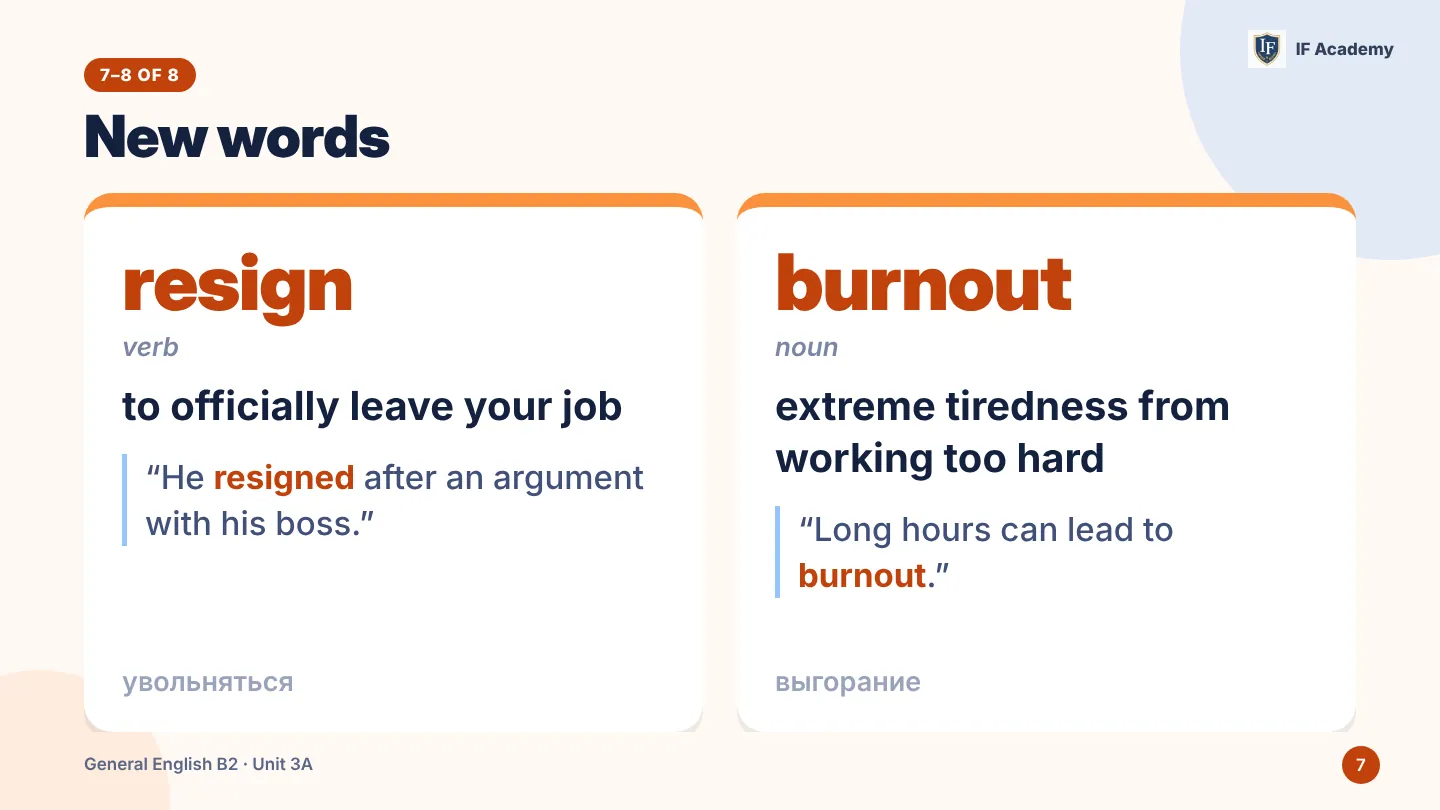 IF
IF Academy
7–8 OF 8
New words
resign
verb
to officially leave your job
“He resigned after an argument
with his boss.”
увольняться
burnout
noun
extreme tiredness from
working too hard
“Long hours can lead to
burnout.”
выгорание
General English B2 · Unit 3A
7